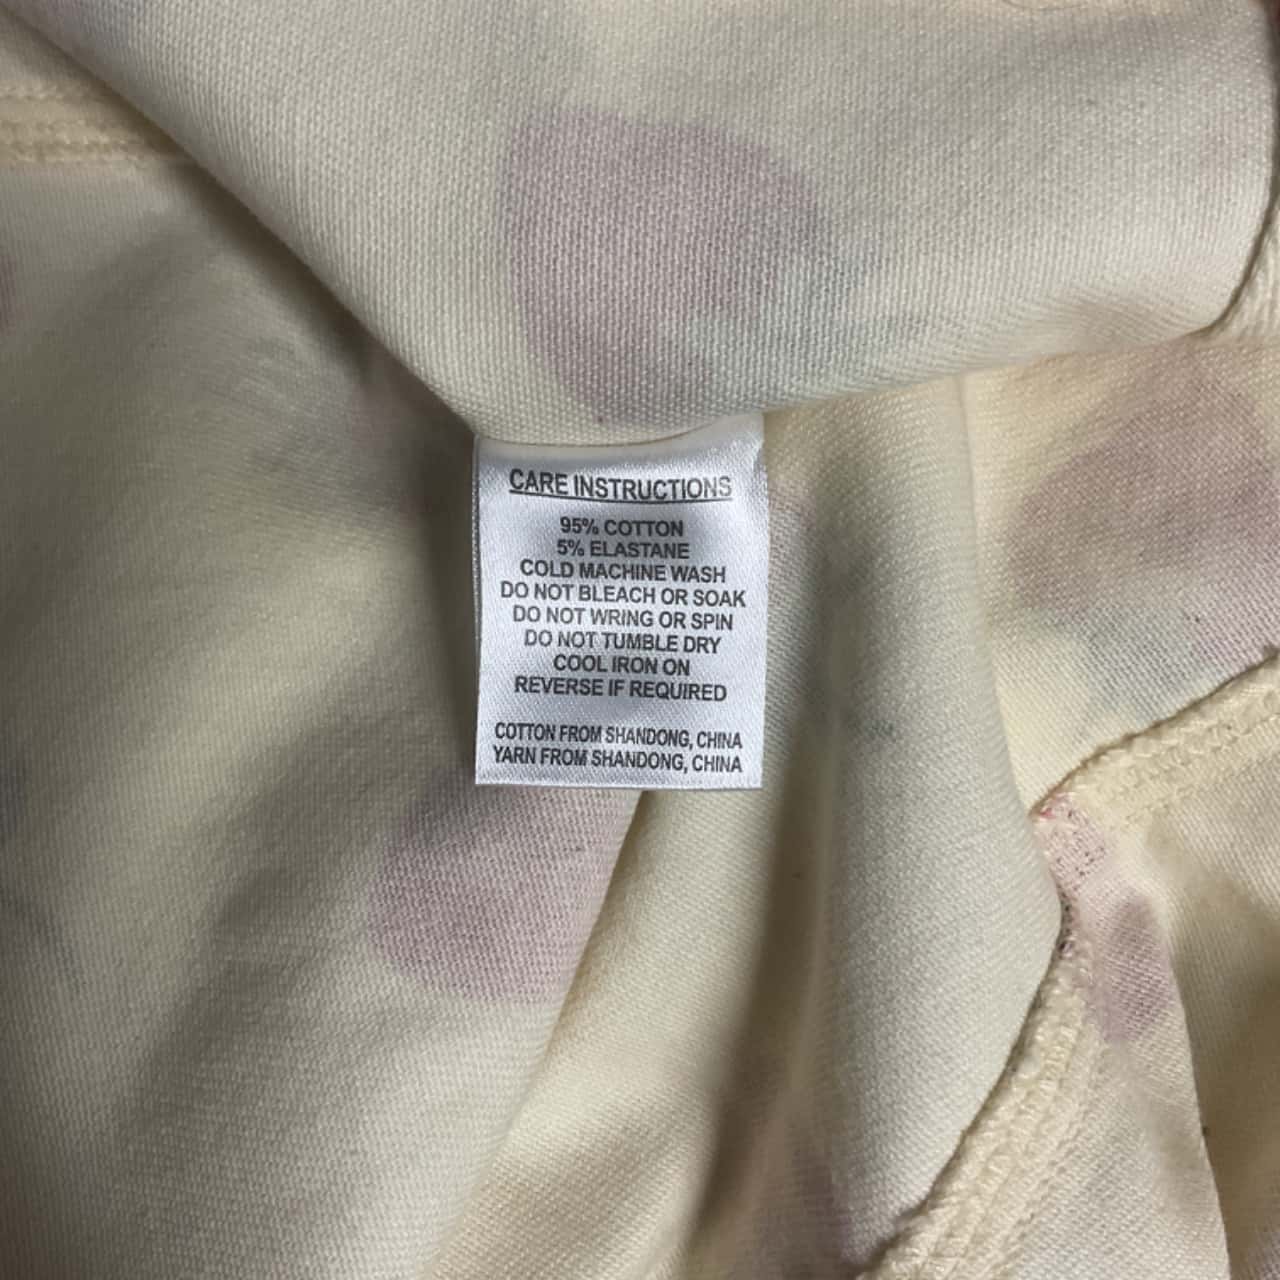 CARE INSTRUCTIONS
95% COTTON
5% ELASTANE
COLD MACHINE WASH
DO NOT BLEACH OR SOAK
DO NOT WRING OR SPIN
DO NOT TUMBLE DRY
COOL IRON ON
REVERSE IF REQUIRED
COTTON FROM SHANDONG, CHINA
YARN FROM SHANDONG, CHINA